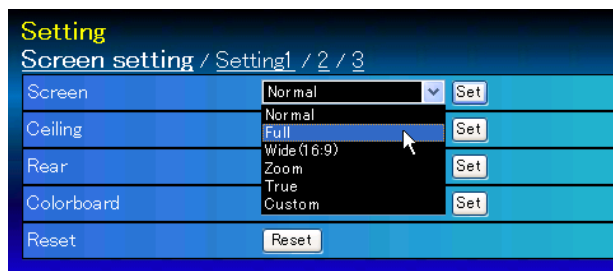 Setting
Screen setting / Setting1 / 2 / 3
Screen Normal Set
Normal
Ceiling Full Set
Wide(16:9)
Rear Zoom Set
True
Colorboard Custom Set
Reset Reset